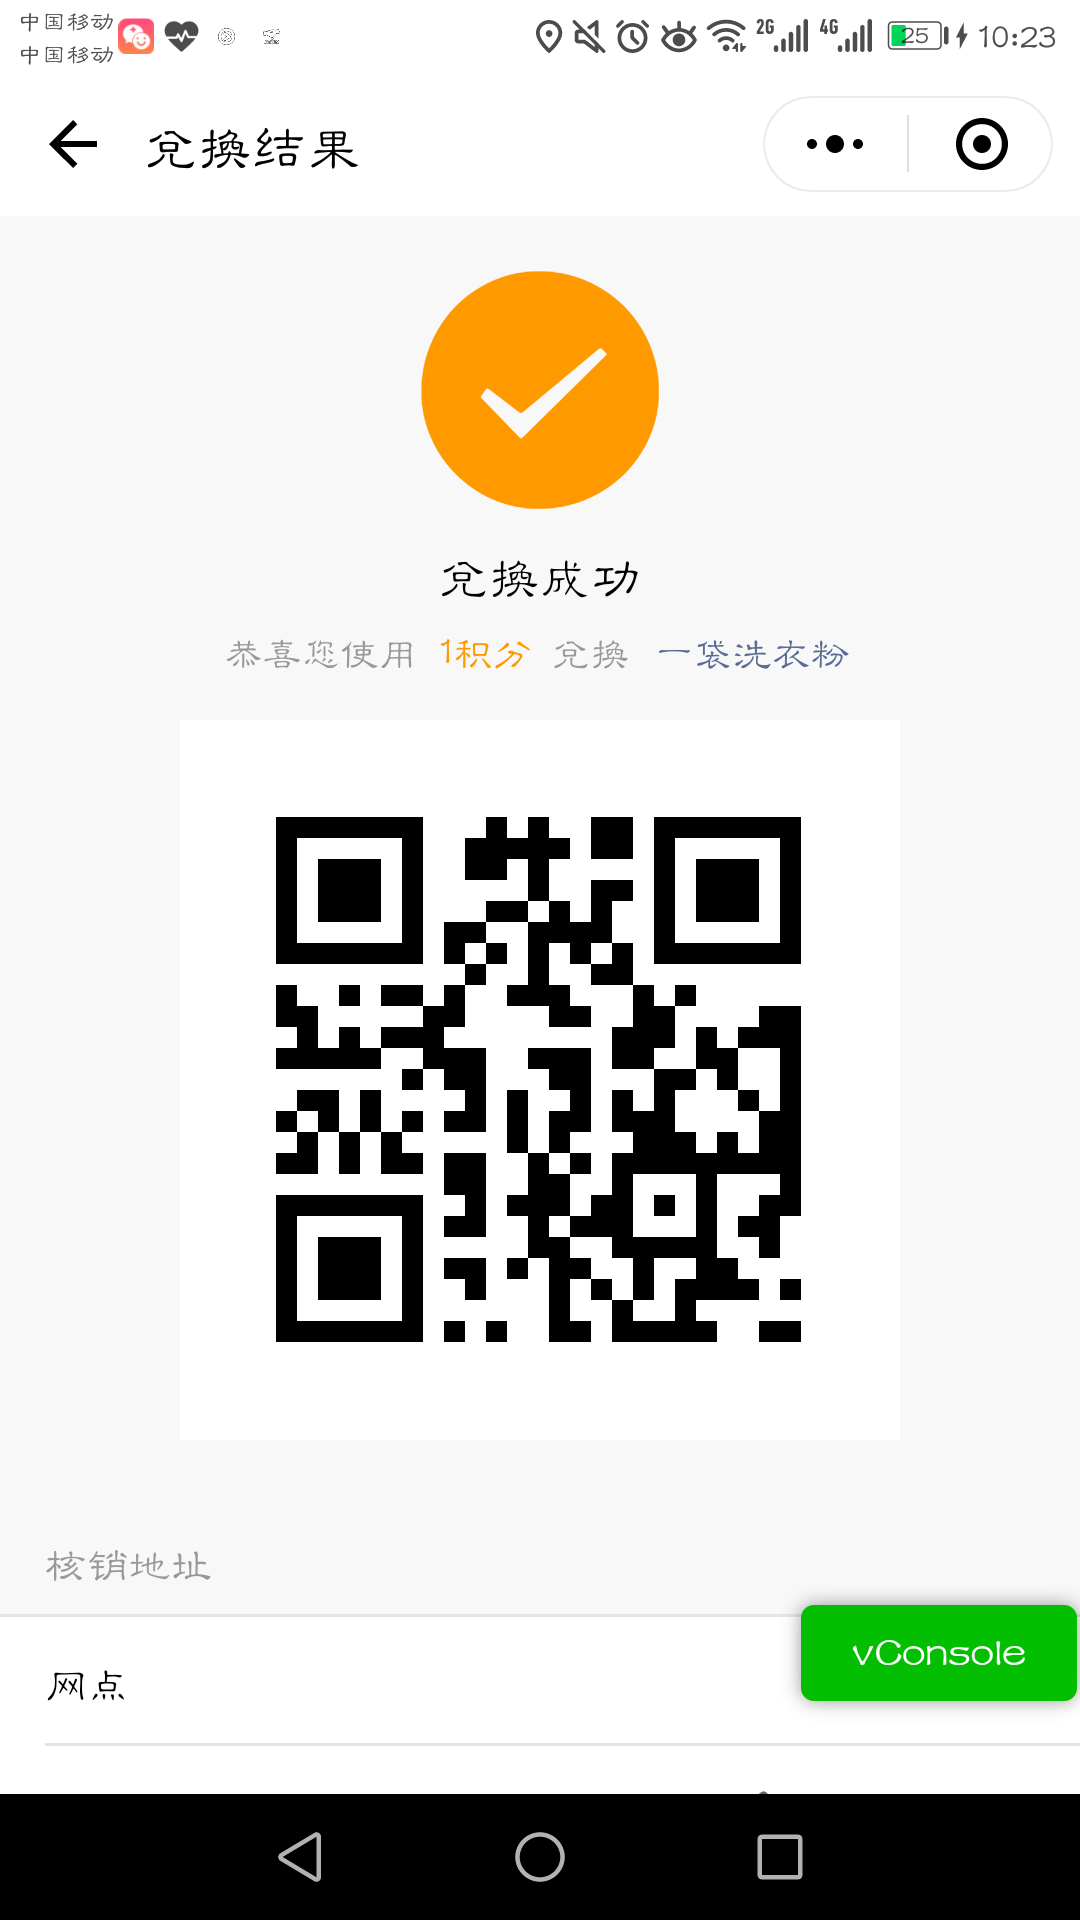 中国移动
中国移动
2G
4G
25
10:23
兑换结果
兑换成功
恭喜您使用 1积分 兑换 一袋洗衣粉
核销地址
vConsole
网点